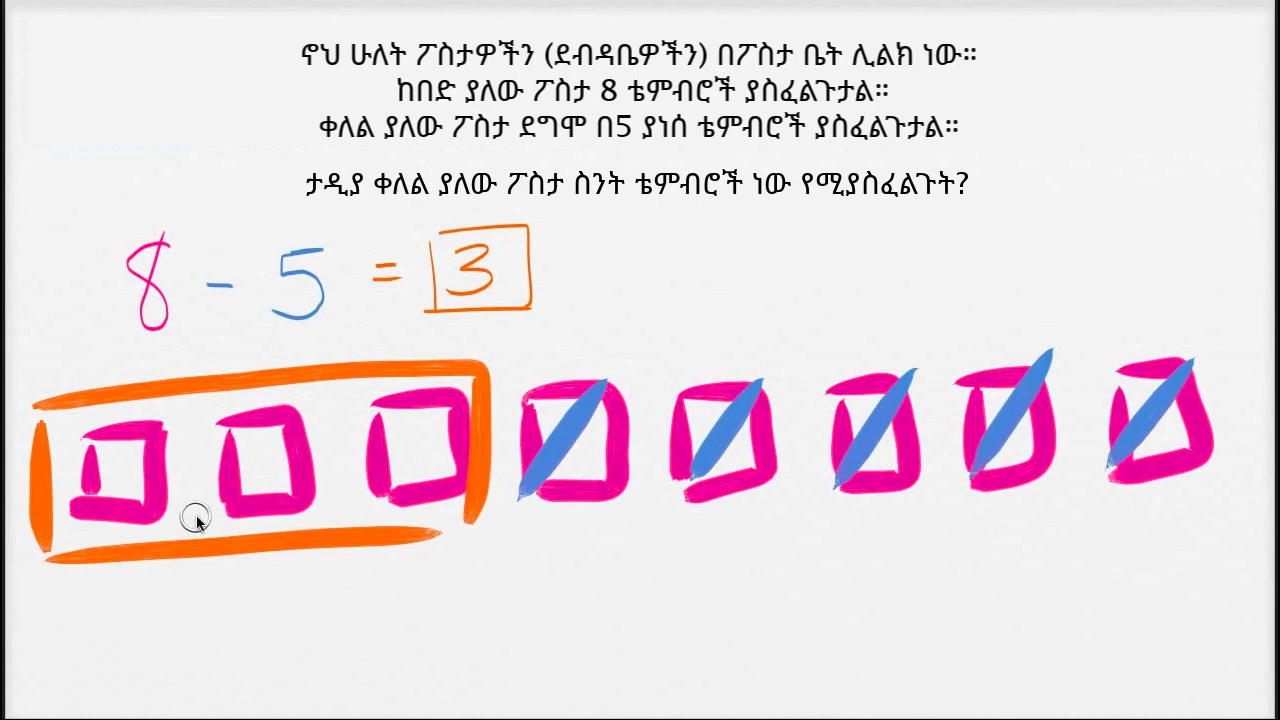 ኖህ ሁለት ፖስታዎችን (ደብዳቤዎችን) በፖስታ ቤት ሊልክ ነው።
ከበድ ያለው ፖስታ 8 ቴምብሮች ያስፈልጉታል።
ቀለል ያለው ፖስታ ደግሞ በ5 ያነሰ ቴምብሮች ያስፈልጉታል።
ታዲያ ቀለል ያለው ፖስታ ስንት ቴምብሮች ነው የሚያስፈልጉት?
8 - 5 = 3